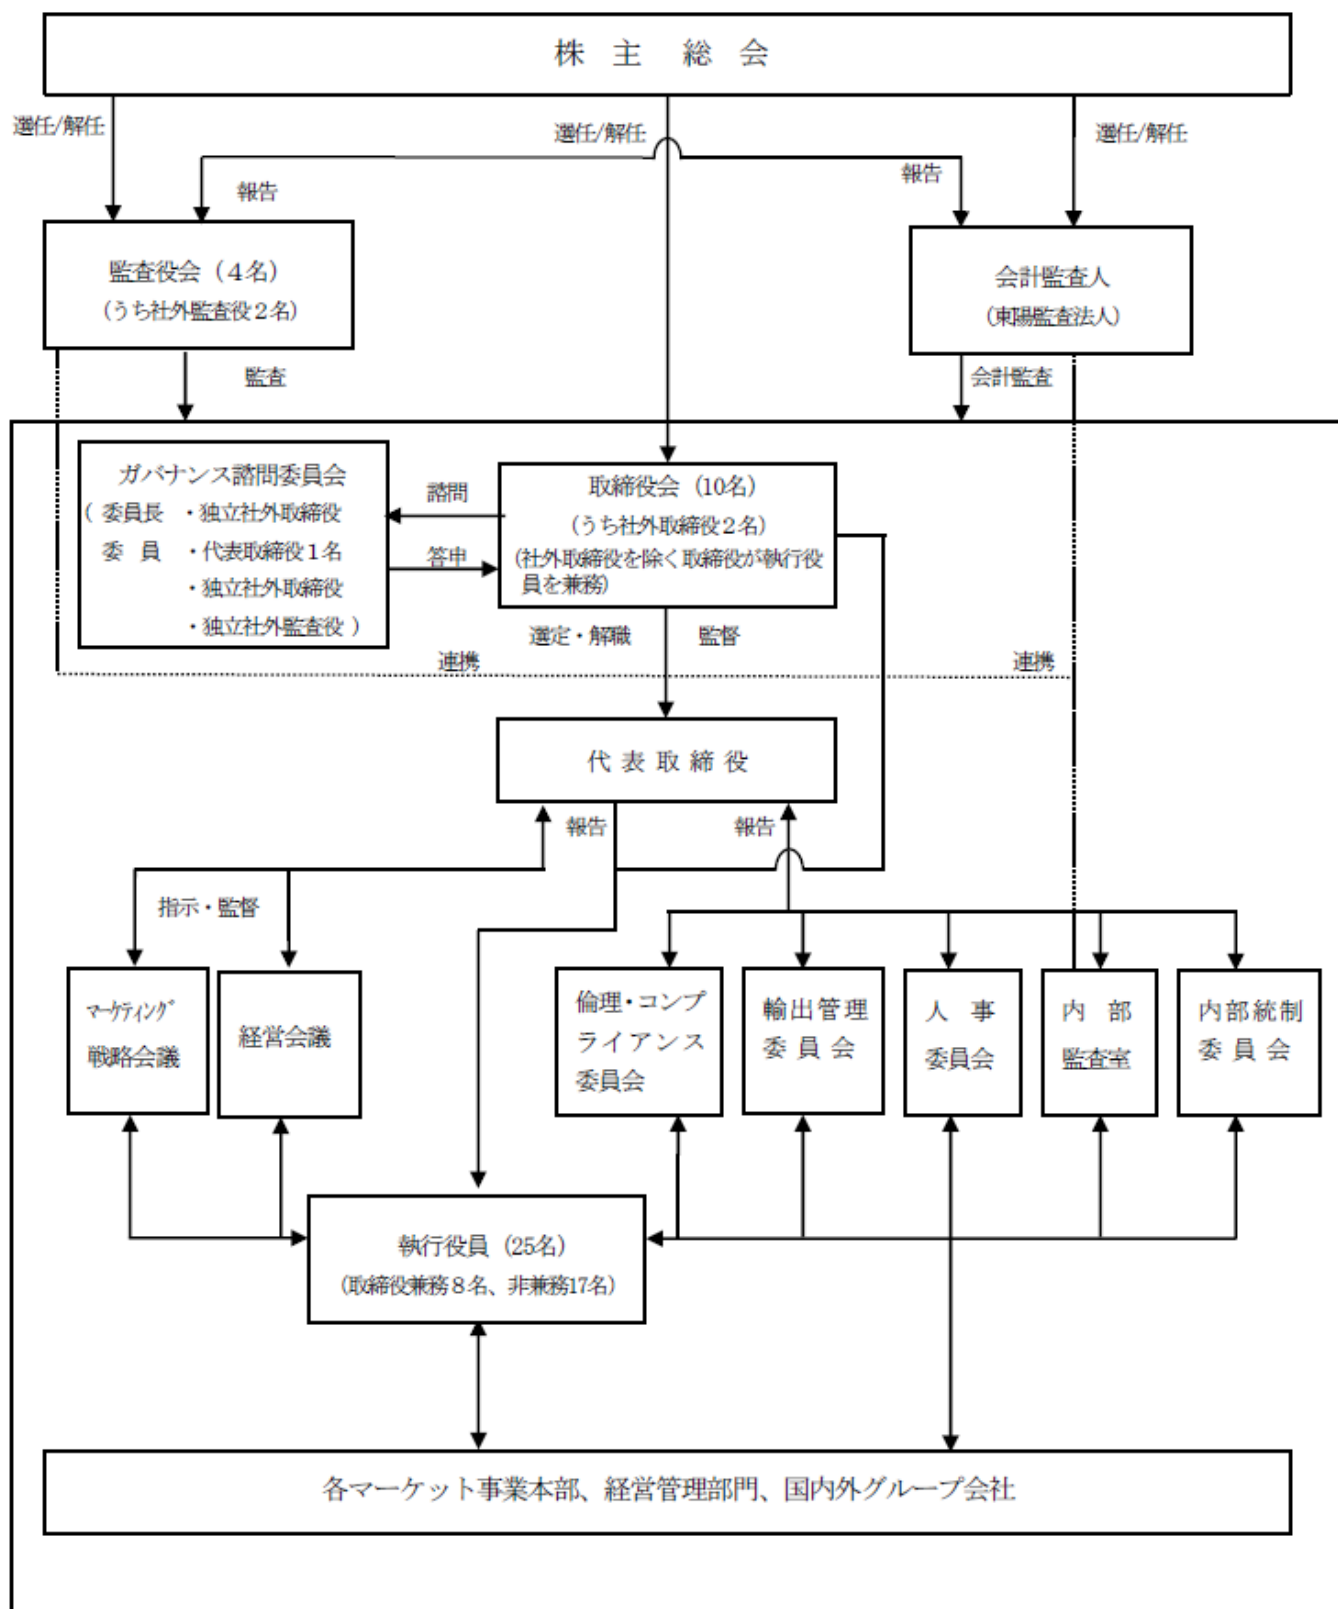 株 主 総 会
選任/解任
選任/解任
選任/解任
報告
報告
監査役会（４名）
（うち社外監査役２名）
会計監査人
（東陽監査法人）
監査
会計監査
ガバナンス諮問委員会
（ 委員長 ・独立社外取締役
委 員 ・代表取締役１名
・独立社外取締役
・独立社外監査役 ）
諮問
答申
取締役会（10名）
（うち社外取締役２名）
（社外取締役を除く取締役が執行役
員を兼務）
選定・解職
監督
連携
連携
代 表 取 締 役
報告
報告
指示・監督
ﾏｰｹﾃｨﾝｸﾞ
戦略会議
経営会議
倫理・コンプ
ライアンス
委員会
輸出管理
委 員 会
人 事
委員会
内 部
監査室
内部統制
委 員 会
執行役員（25名）
（取締役兼務８名、非兼務17名）
各マーケット事業本部、経営管理部門、国内外グループ会社